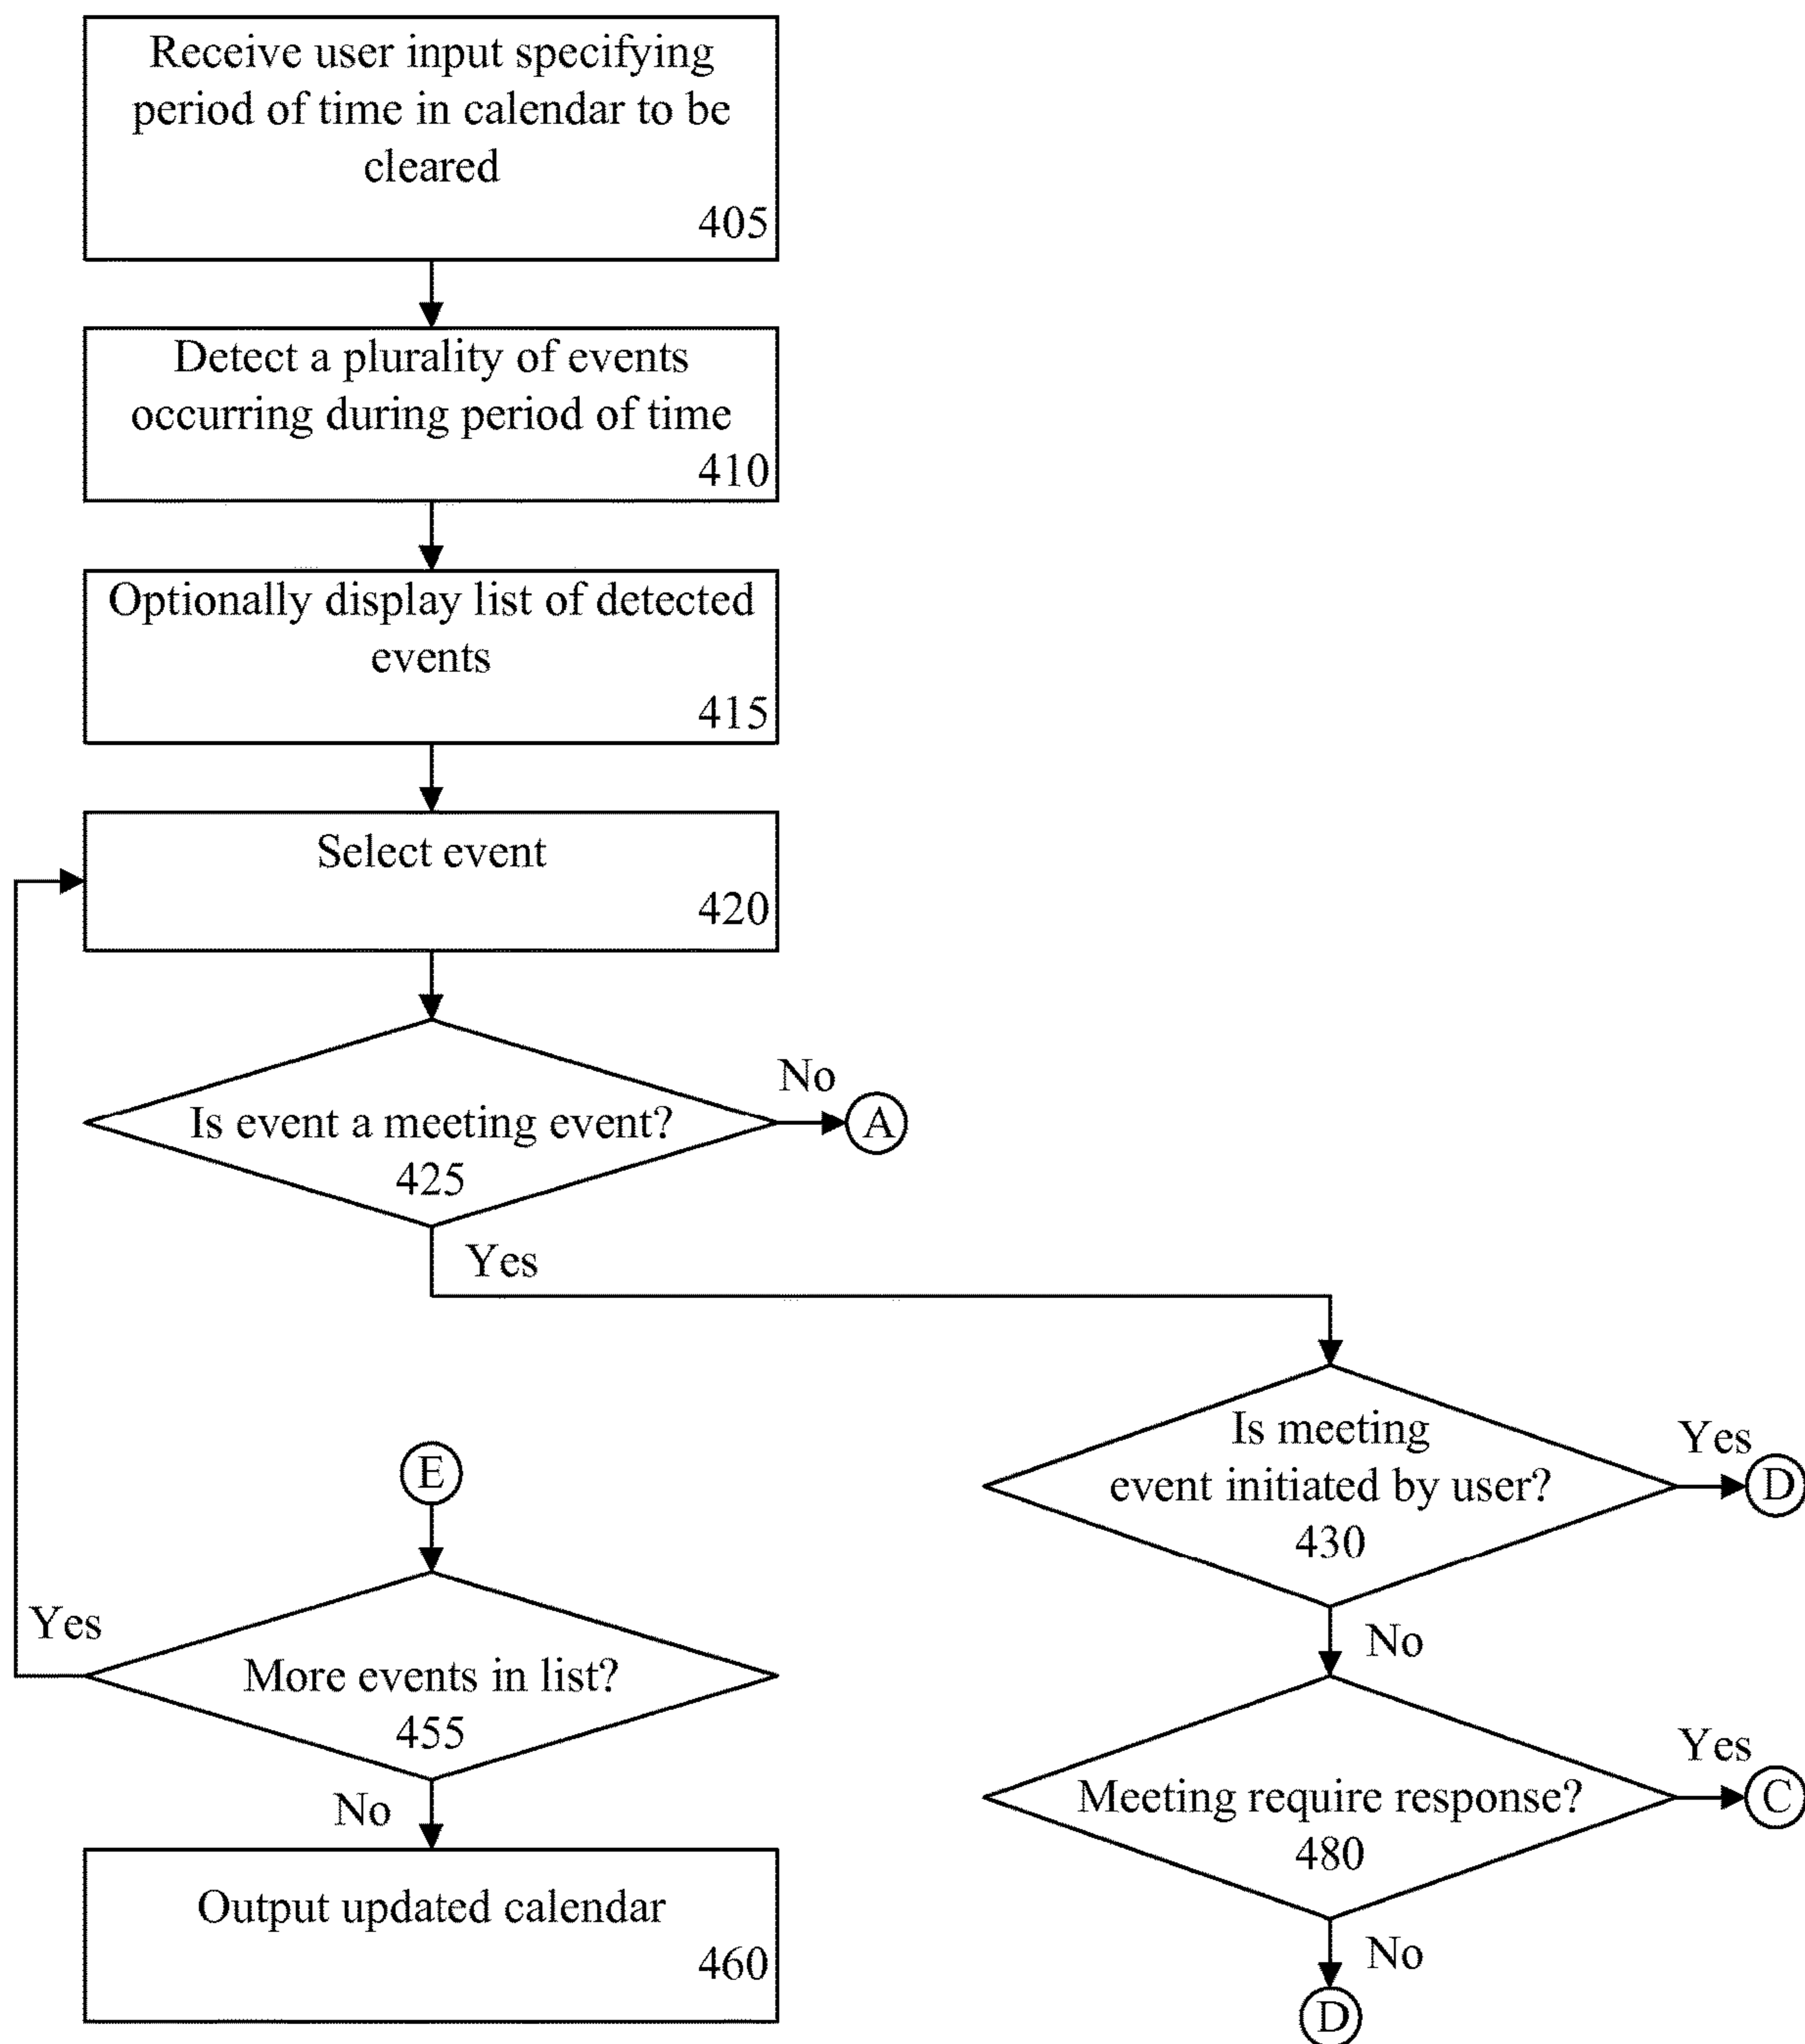 Receive user input specifying
period of time in calendar to be
cleared
405
Detect a plurality of events
occurring during period of time
410
Optionally display list of detected
events
415
Select event
420
Is event a meeting event?
425
No
A
Yes
Is meeting
event initiated by user?
430
Yes
D
No
Meeting require response?
480
Yes
C
No
D
E
More events in list?
455
Yes
No
Output updated calendar
460